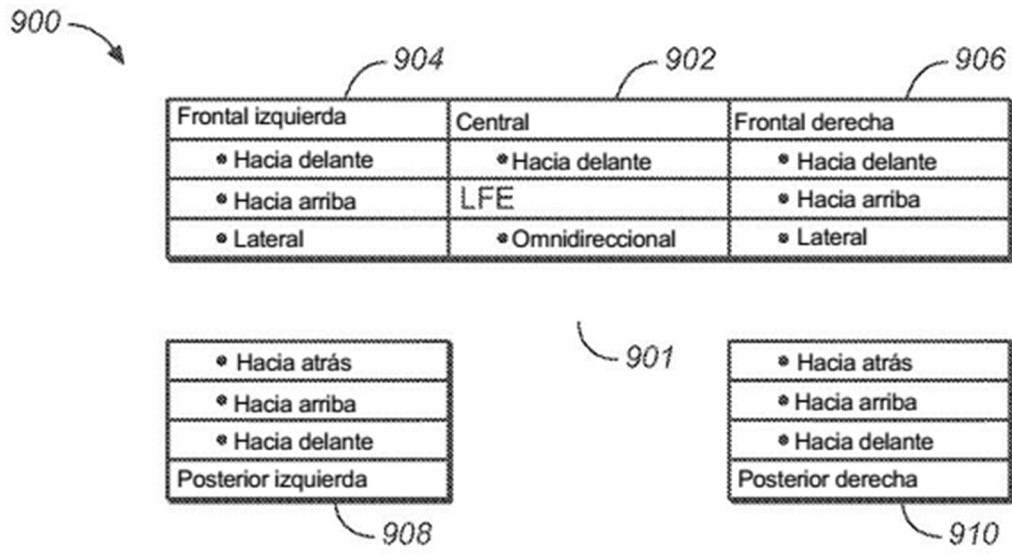 900
904 902 906
Frontal izquierda Central Frontal derecha
• Hacia delante • Hacia delante • Hacia delante
• Hacia arriba LFE • Hacia arriba
• Lateral • Omnidireccional • Lateral
901
• Hacia atrás • Hacia atrás
• Hacia arriba • Hacia arriba
• Hacia delante • Hacia delante
Posterior izquierda Posterior derecha
908 910